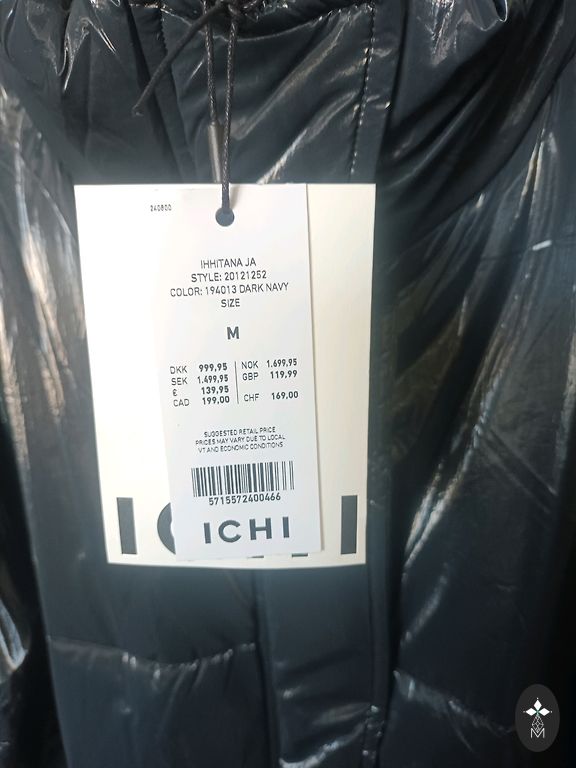 240800
IHHITANA JA
STYLE: 20121252
COLOR: 194013 DARK NAVY
SIZE
M
DKK 999,95 NOK 1.699,95
SEK 1.499,95 GBP 119,99
£ 139,95
CAD 199,00 CHF 169,00
SUGGESTED RETAIL PRICE
PRICES MAY VARY DUE TO LOCAL
VT AND ECONOMIC CONDITIONS
5715572400466
ICHI
M